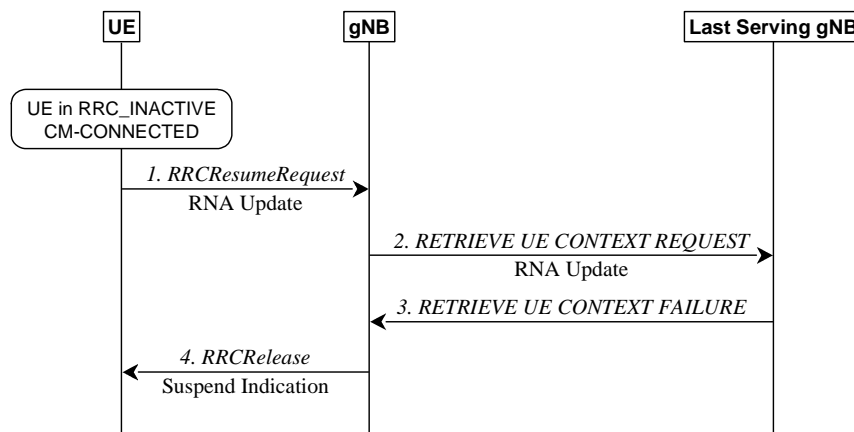 UE
gNB
Last Serving gNB
UE in RRC_INACTIVE
CM-CONNECTED
1. RRCResumeRequest
RNA Update
2. RETRIEVE UE CONTEXT REQUEST
RNA Update
3. RETRIEVE UE CONTEXT FAILURE
4. RRCRelease
Suspend Indication